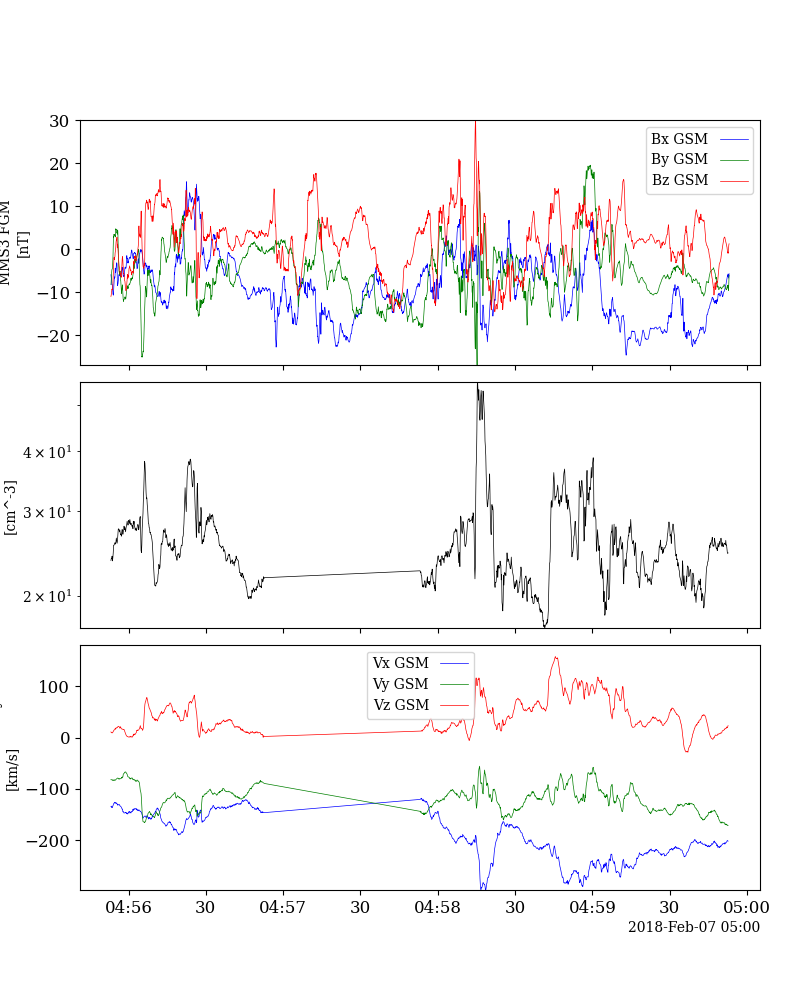 30
20
10
0
−10
−20
MMS3 FGM
[nT]
Bx GSM
By GSM
Bz GSM
4 × 10¹
3 × 10¹
2 × 10¹
[cm^-3]
100
0
−100
−200
[km/s]
Vx GSM
Vy GSM
Vz GSM
04:56 30 04:57 30 04:58 30 04:59 30 05:00
2018-Feb-07 05:00